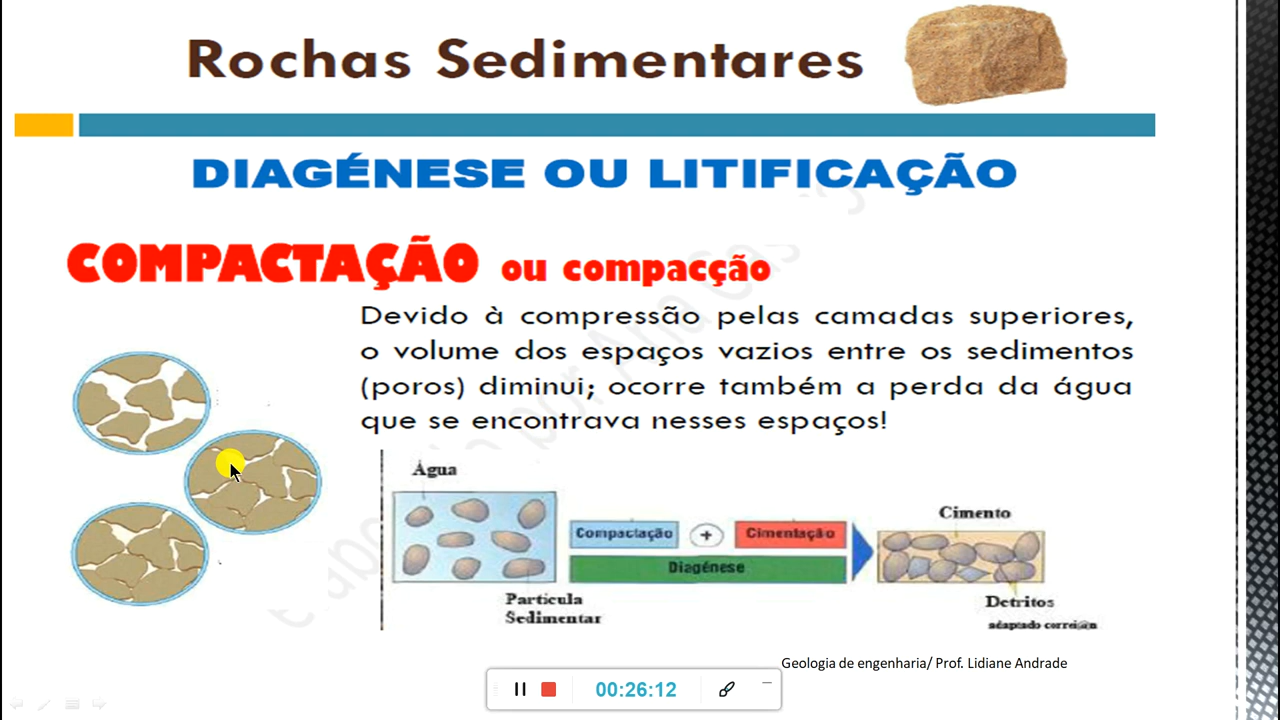 Rochas Sedimentares
DIAGÉNESE OU LITIFICAÇÃO
COMPACTAÇÃO ou compacção
Devido à compressão pelas camadas superiores,
o volume dos espaços vazios entre os sedimentos
(poros) diminui; ocorre também a perda da água
que se encontrava nesses espaços!
Água
Compactação + Cimentação
Diagénese
Cimento
Particula
Sedimentar
Detritos
adaptado
Geologia de engenharia/ Prof. Lidiane Andrade
00:26:12